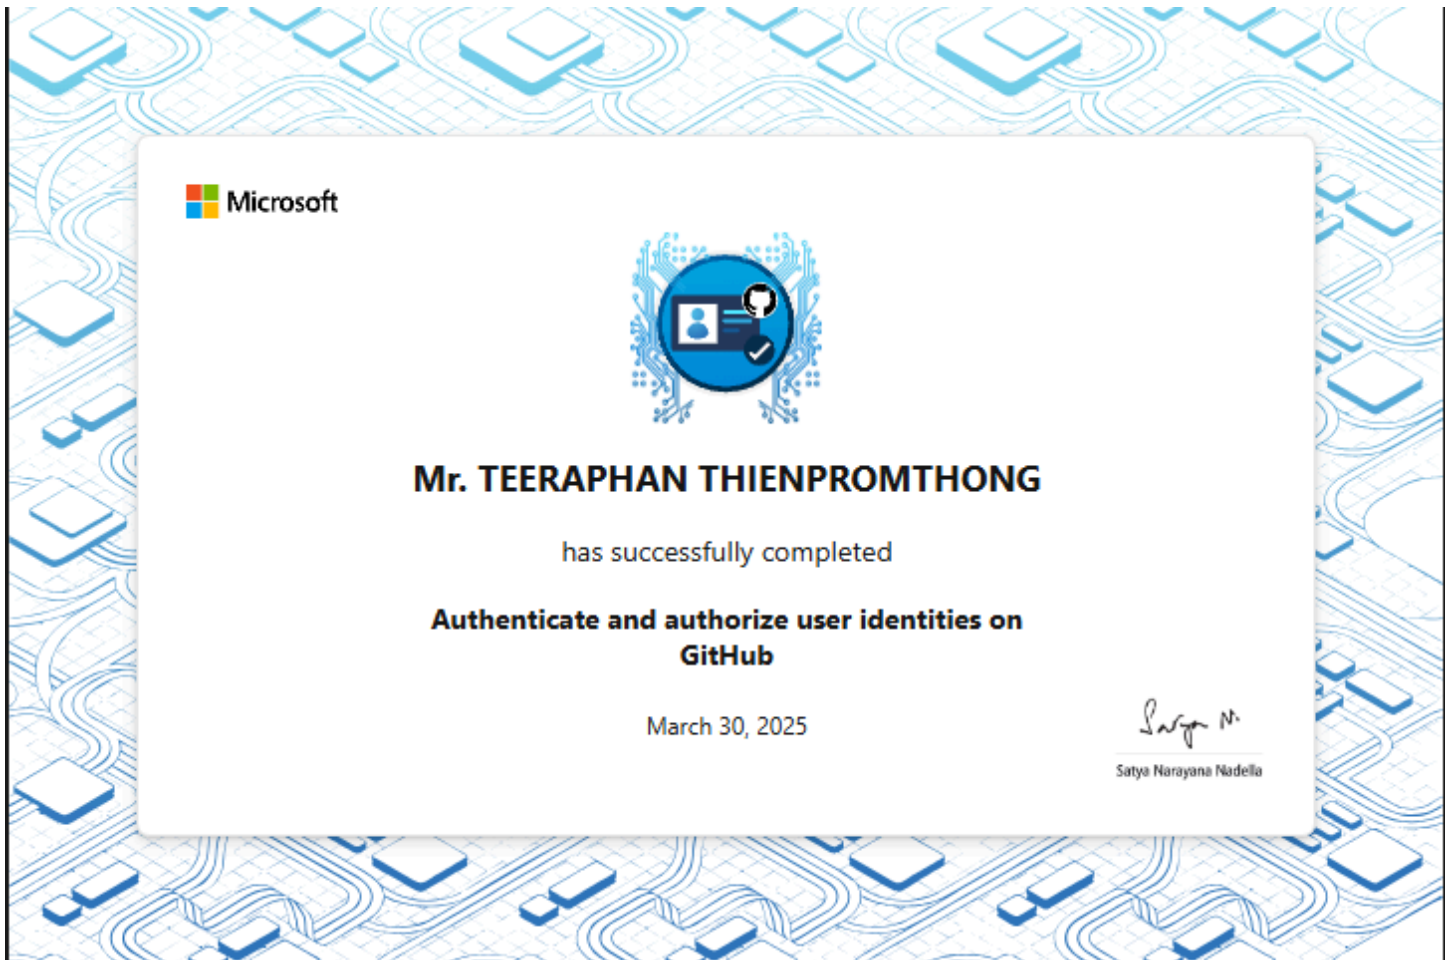 Microsoft
Mr. TEERAPHAN THIENPROMTHONG
has successfully completed
Authenticate and authorize user identities on
GitHub
March 30, 2025
Satya N.
Satya Narayana Nadella